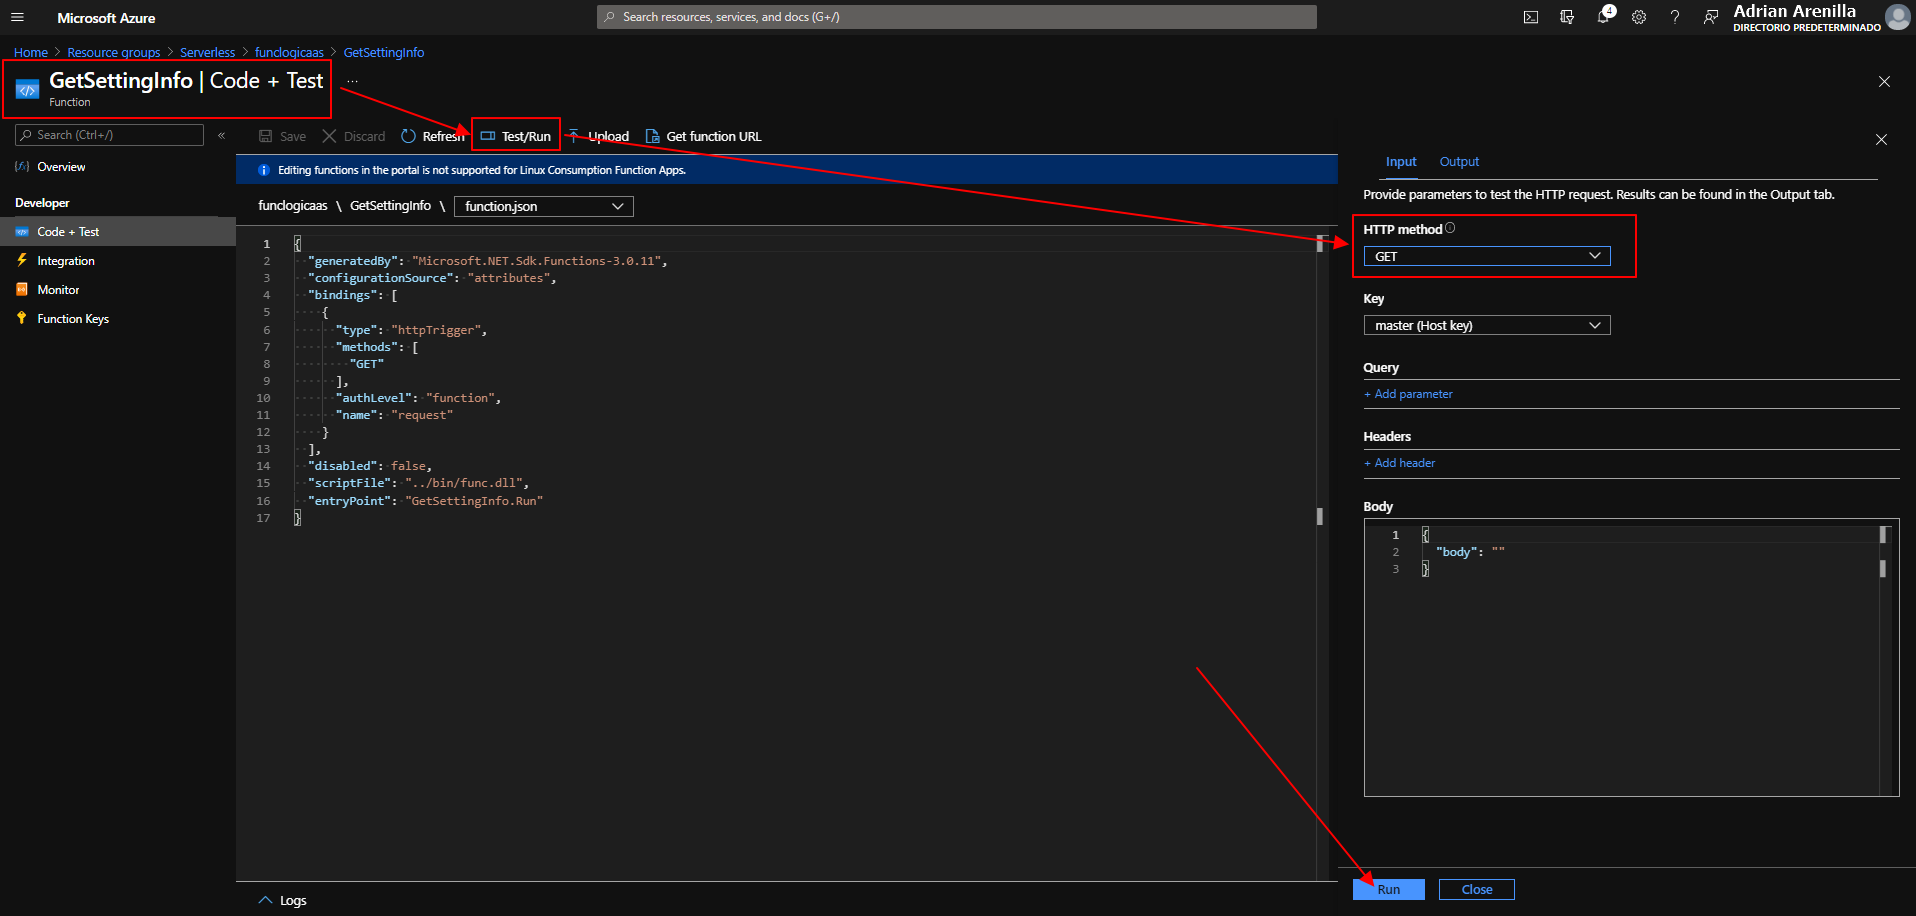 Microsoft Azure
Search resources, services, and docs (G+/)
4
Adrian Arenilla
DIRECTORIO PREDETERMINADO
Home > Resource groups > Serverless > funclogicaas > GetSettingInfo
GetSettingInfo | Code + Test ...
Function
Search (Ctrl+/) «
Overview
Developer
Code + Test
Integration
Monitor
Function Keys
Save Discard Refresh Test/Run Upload Get function URL
Editing functions in the portal is not supported for Linux Consumption Function Apps.
funclogicaas \ GetSettingInfo \ function.json
1 {
2 "generatedBy": "Microsoft.NET.Sdk.Functions-3.0.11",
3 "configurationSource": "attributes",
4 "bindings": [
5 {
6 "type": "httpTrigger",
7 "methods": [
8 "GET"
9 ],
10 "authLevel": "function",
11 "name": "request"
12 }
13 ],
14 "disabled": false,
15 "scriptFile": "../bin/func.dll",
16 "entryPoint": "GetSettingInfo.Run"
17 }
Logs
Input Output
Provide parameters to test the HTTP request. Results can be found in the Output tab.
HTTP method
GET
Key
master (Host key)
Query
+ Add parameter
Headers
+ Add header
Body
1 {
2 "body": ""
3 }
Run Close